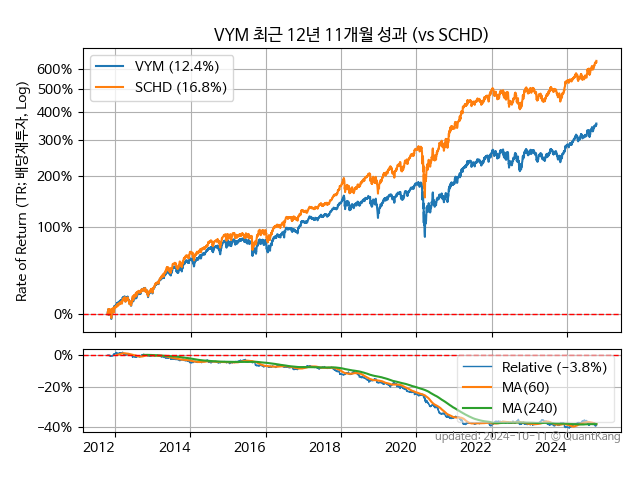 VYM 최근 12년 11개월 성과 (vs SCHD)
Rate of Return (TR; 배당재투자, Log)
VYM (12.4%)
SCHD (16.8%)
600%
500%
400%
300%
200%
100%
0%
0%
−20%
−40%
Relative (−3.8%)
MA(60)
MA(240)
updated: 2024-10-11 © QuantKang
2012 2014 2016 2018 2020 2022 2024